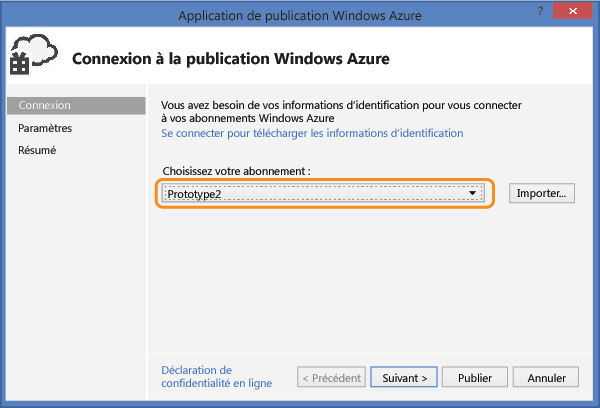 Application de publication Windows Azure
?
Connexion à la publication Windows Azure
Connexion
Paramètres
Résumé
Vous avez besoin de vos informations d'identification pour vous connecter
à vos abonnements Windows Azure
Se connecter pour télécharger les informations d'identification
Choisissez votre abonnement :
Prototype2
Importer...
Déclaration de
confidentialité en ligne
< Précédent
Suivant >
Publier
Annuler